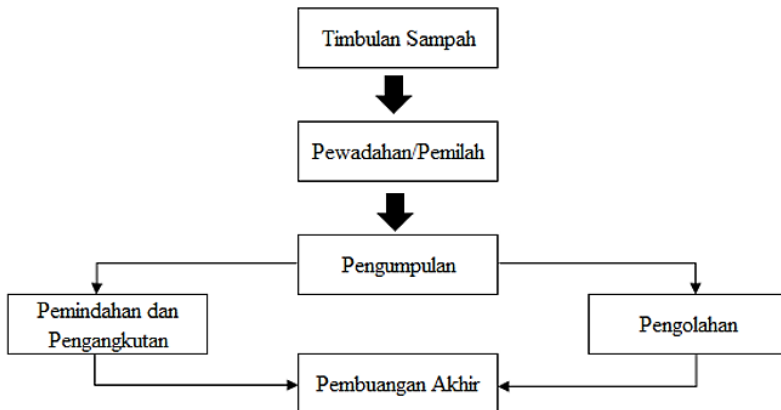 Timbulan Sampah
Pewadahan/Pemilah
Pengumpulan
Pemindahan dan
Pengangkutan
Pengolahan
Pembuangan Akhir